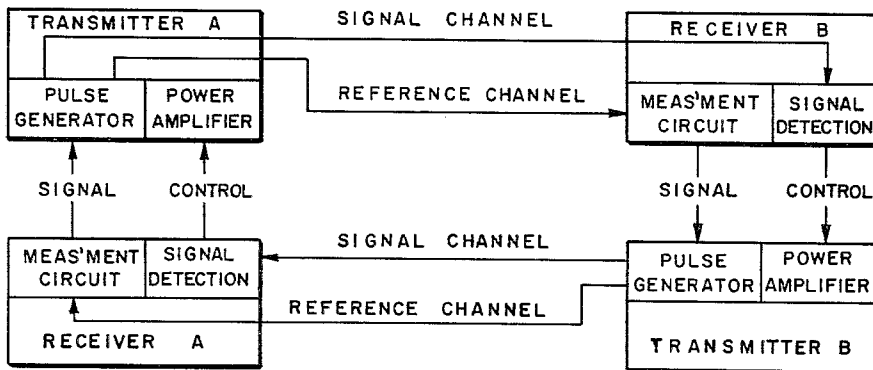 TRANSMITTER A
SIGNAL CHANNEL
RECEIVER B
PULSE GENERATOR
POWER AMPLIFIER
REFERENCE CHANNEL
MEAS'MENT CIRCUIT
SIGNAL DETECTION
SIGNAL
CONTROL
SIGNAL
CONTROL
MEAS'MENT CIRCUIT
SIGNAL DETECTION
SIGNAL CHANNEL
PULSE GENERATOR
POWER AMPLIFIER
REFERENCE CHANNEL
RECEIVER A
TRANSMITTER B